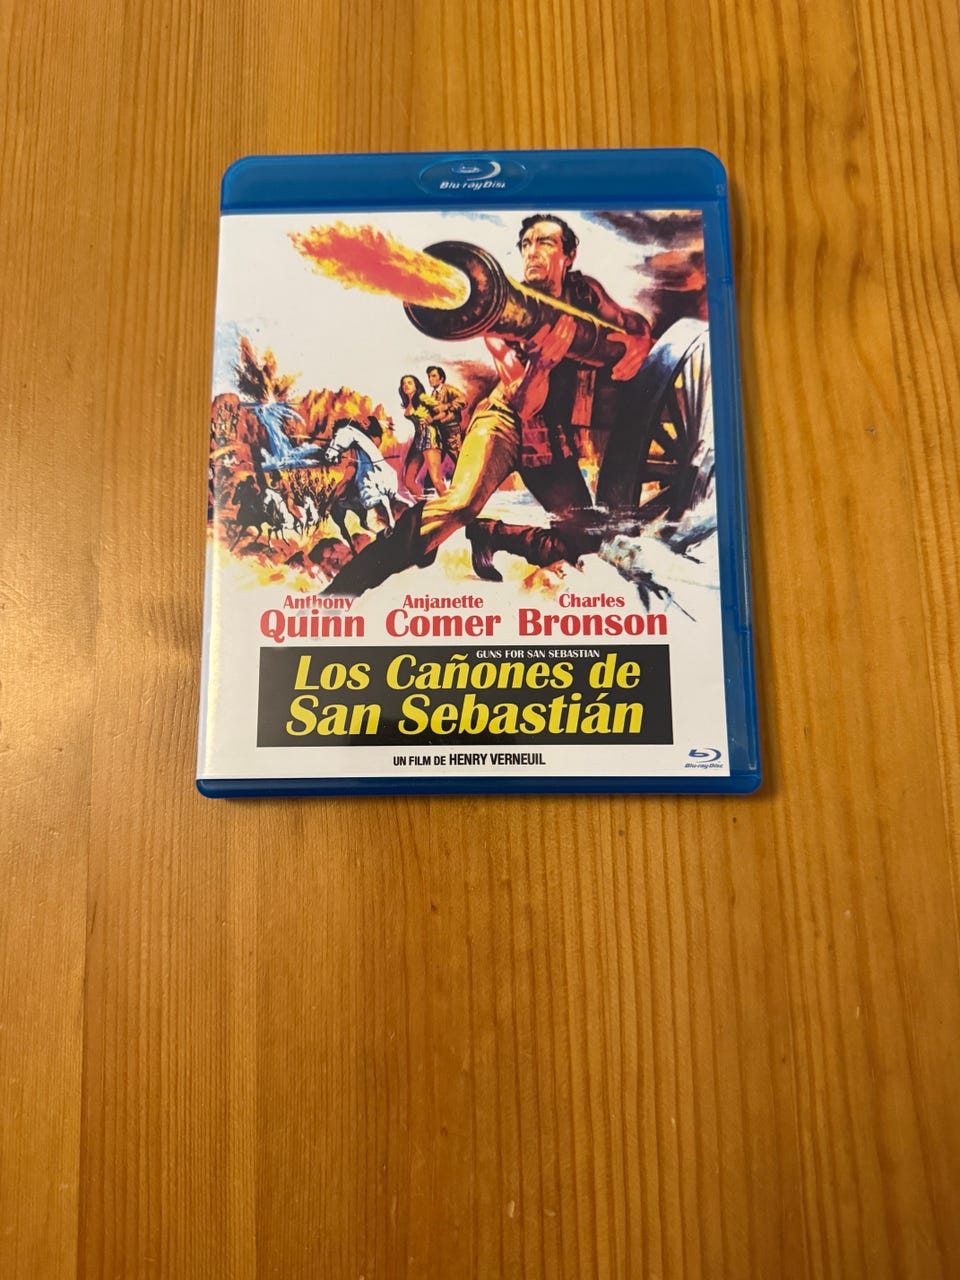 Blu-ray Disc
Anthony Anjanette Charles
Quinn Comer Bronson
GUNS FOR SAN SEBASTIAN
Los Cañones de
San Sebastián
UN FILM DE HENRY VERNEUIL
Blu-ray Disc